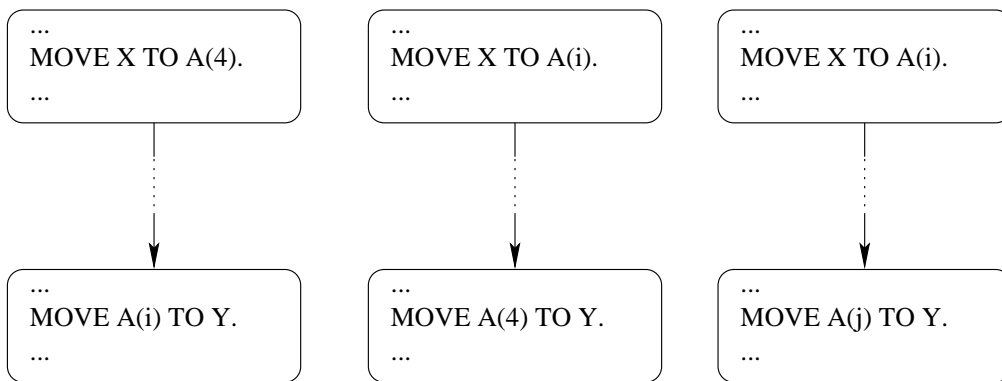 ...
MOVE X TO A(4).
...
...
MOVE X TO A(i).
...
...
MOVE X TO A(i).
...
...
MOVE A(i) TO Y.
...
...
MOVE A(4) TO Y.
...
...
MOVE A(j) TO Y.
...